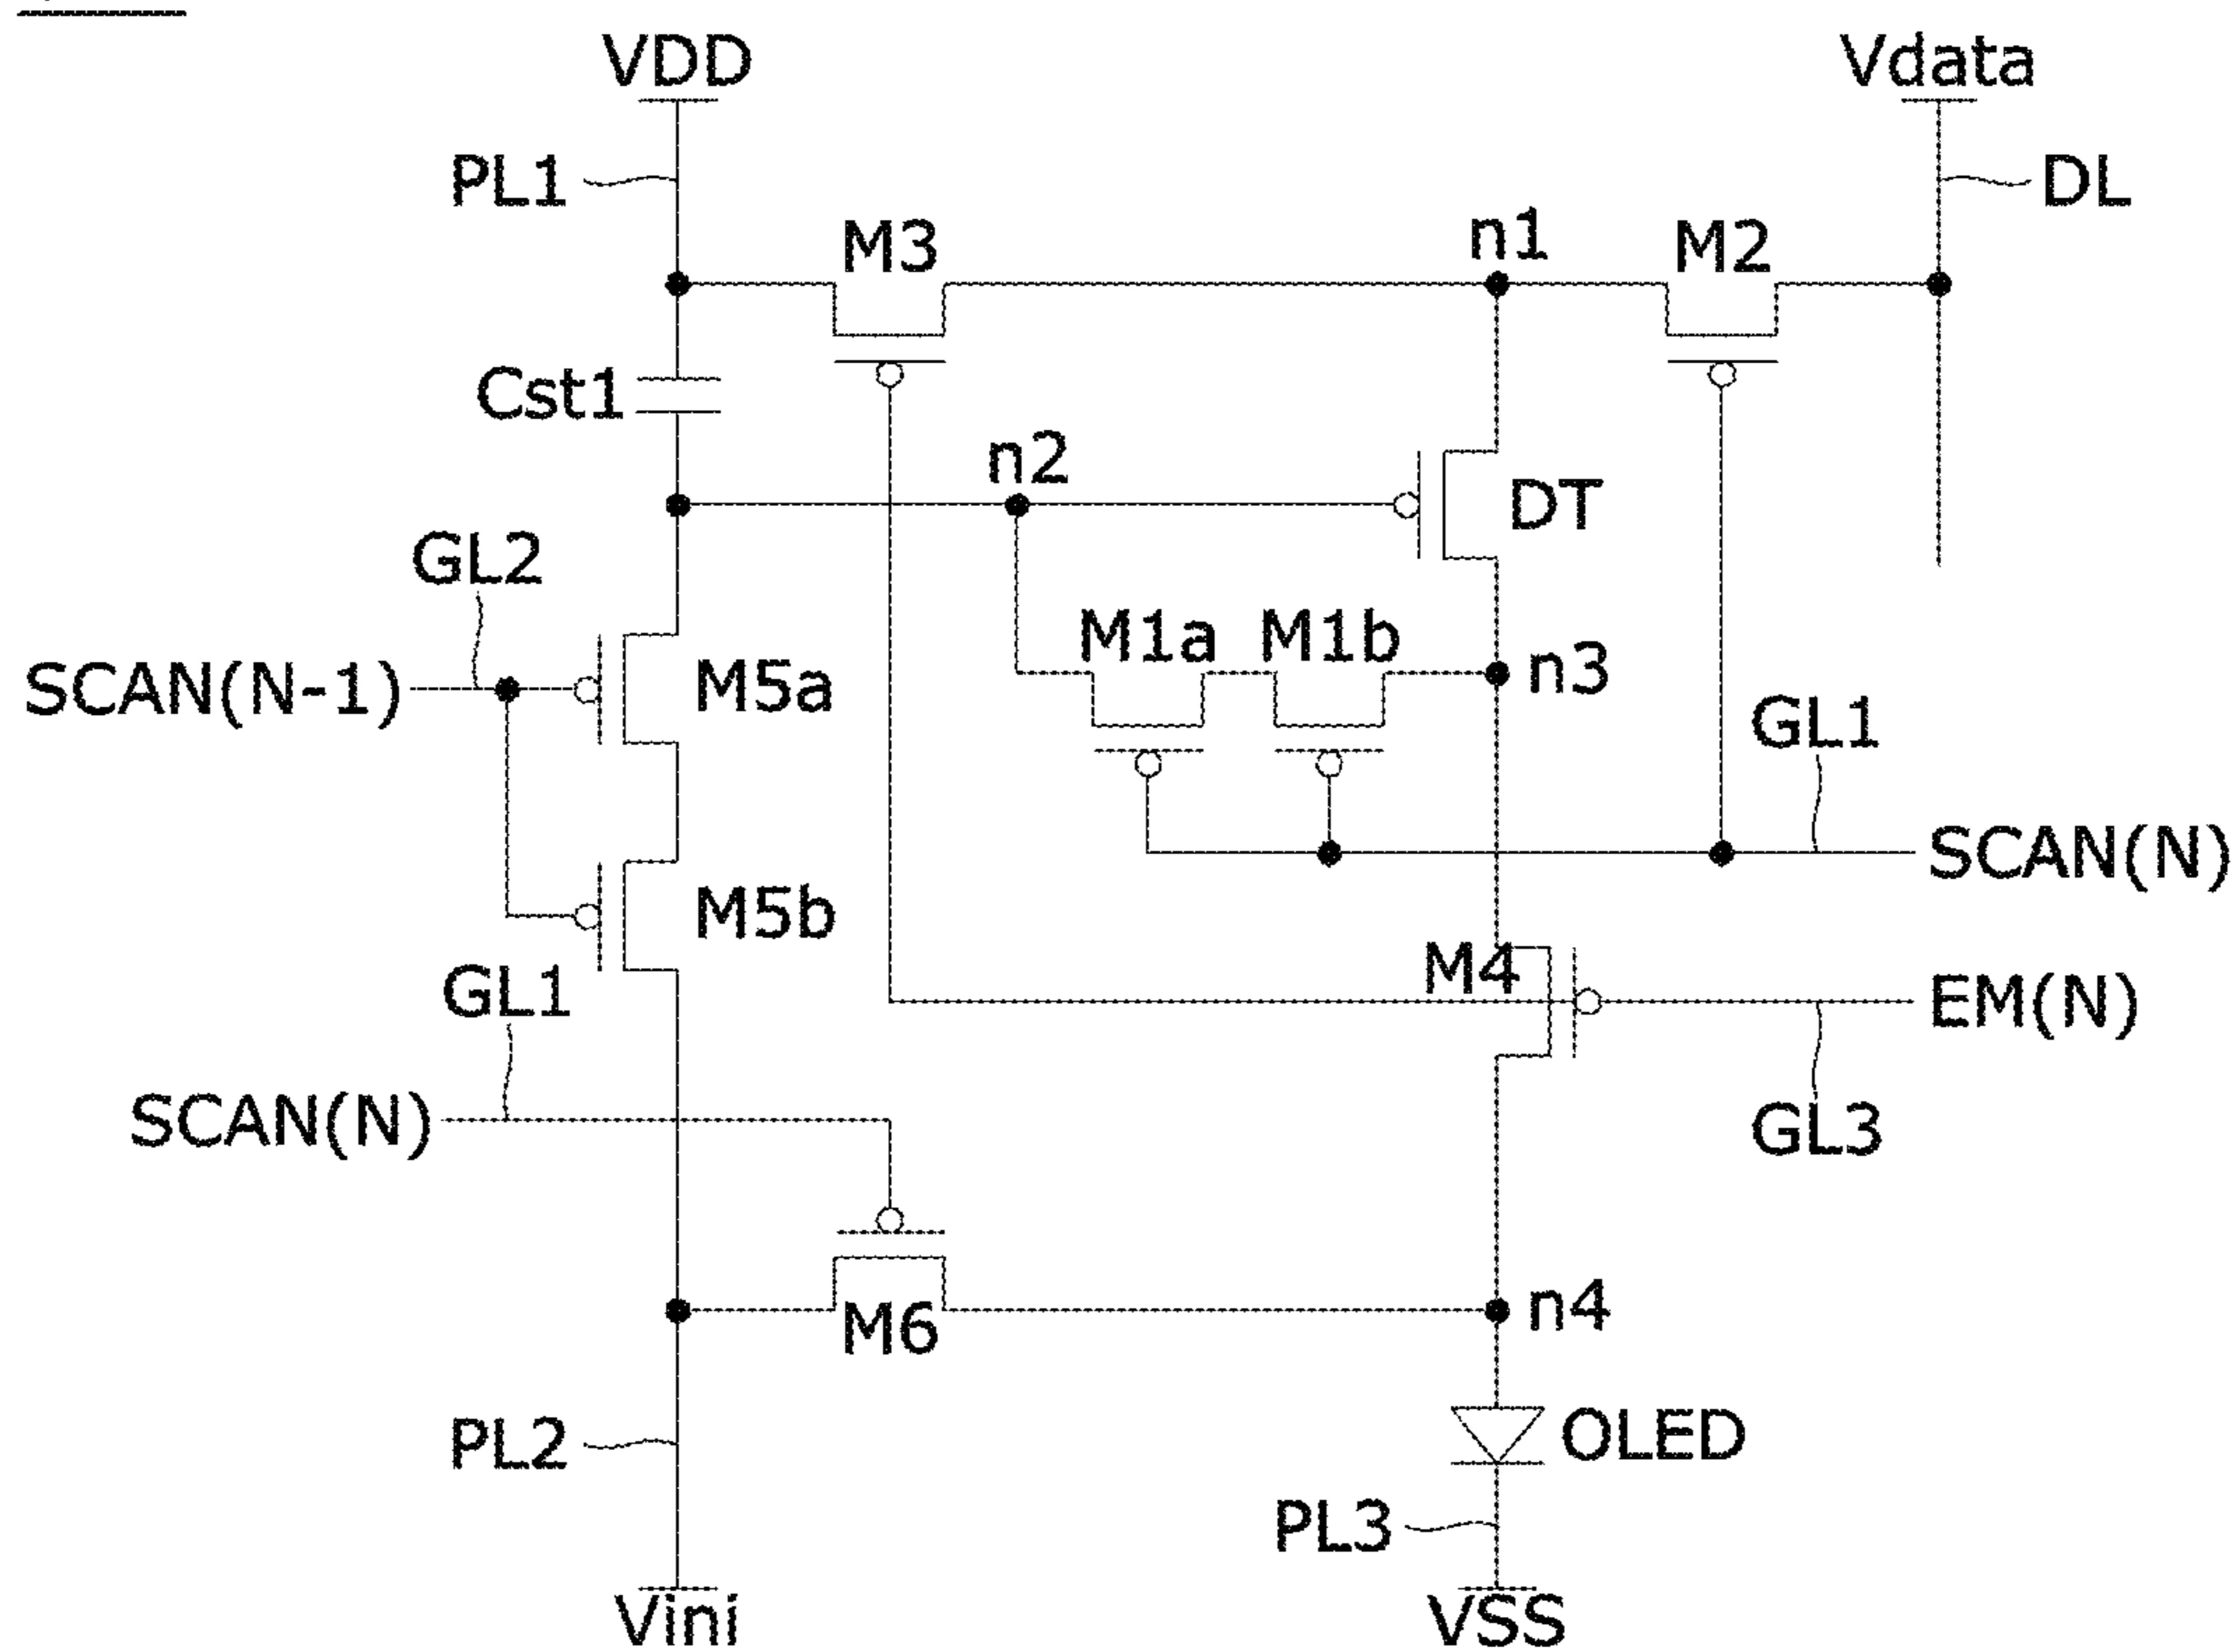 VDD
Vdata
PL1
DL
M3
n1
M2
Cst1
n2
DT
GL2
M1a
M1b
n3
SCAN(N-1)
M5a
GL1
SCAN(N)
M5b
M4
GL1
EM(N)
SCAN(N)
GL3
M6
n4
PL2
OLED
PL3
Vini
VSS